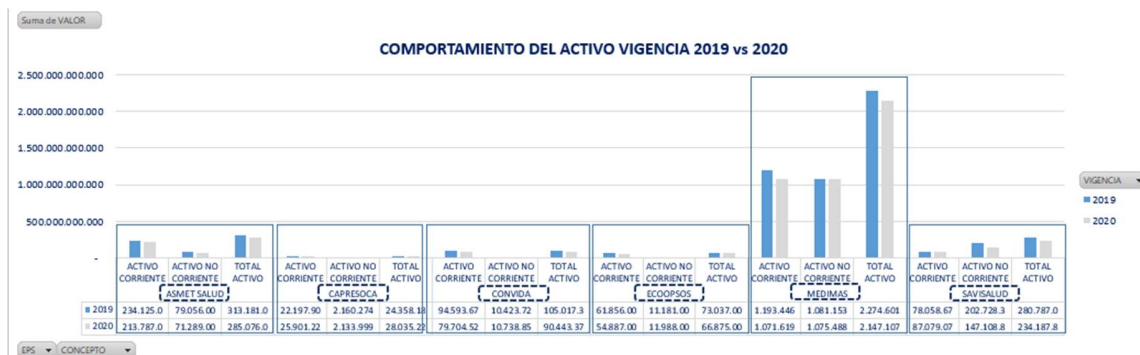 Suma de VALOR
COMPORTAMIENTO DEL ACTIVO VIGENCIA 2019 vs 2020
2.500.000.000.000
2.000.000.000.000
1.500.000.000.000
1.000.000.000.000
500.000.000.000
-
VIGENCIA
2019
2020
ACTIVO ACTIVO NO TOTAL ACTIVO ACTIVO NO TOTAL ACTIVO ACTIVO NO TOTAL ACTIVO ACTIVO NO TOTAL ACTIVO ACTIVO NO TOTAL ACTIVO ACTIVO NO TOTAL
CORRIENTE CORRIENTE ACTIVO CORRIENTE CORRIENTE ACTIVO CORRIENTE CORRIENTE ACTIVO CORRIENTE CORRIENTE ACTIVO CORRIENTE CORRIENTE ACTIVO CORRIENTE CORRIENTE ACTIVO
ASMET SALUD CAPRESOCA CONVIDA ECOOPSOS MEDIMAS SAVISALUD
2019 234.125.0 79.056.00 313.181.0 22.197.90 2.160.274 24.358.18 94.593.67 10.423.72 105.017.3 61.856.00 11.181.00 73.037.00 1.193.446 1.081.153 2.274.601 78.058.67 202.728.3 280.787.0
2020 213.787.0 71.289.00 285.076.0 25.901.22 2.133.999 28.035.22 79.704.52 10.738.85 90.443.37 54.887.00 11.988.00 66.875.00 1.071.619 1.075.488 2.147.107 87.079.07 147.108.8 234.187.8
EPS CONCEPTO